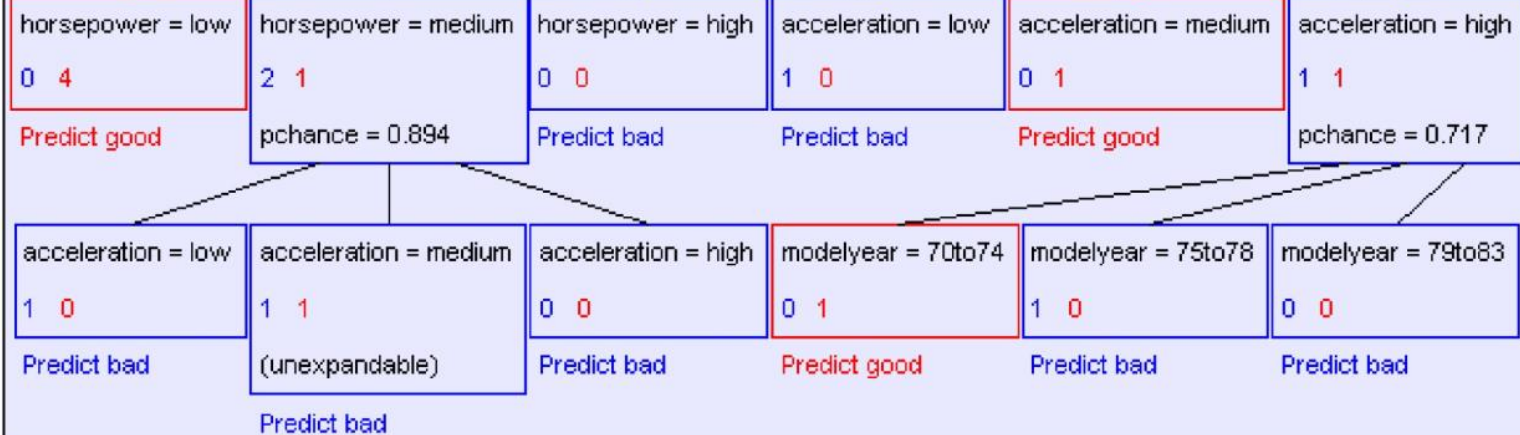 horsepower = low
0 4
Predict good
horsepower = medium
2 1
pchance = 0.894
horsepower = high
0 0
Predict bad
acceleration = low
1 0
Predict bad
acceleration = medium
0 1
Predict good
acceleration = high
1 1
pchance = 0.717
acceleration = low
1 0
Predict bad
acceleration = medium
1 1
(unexpandable)
Predict bad
acceleration = high
0 0
Predict bad
modelyear = 70to74
0 1
Predict good
modelyear = 75to78
1 0
Predict bad
modelyear = 79to83
0 0
Predict bad